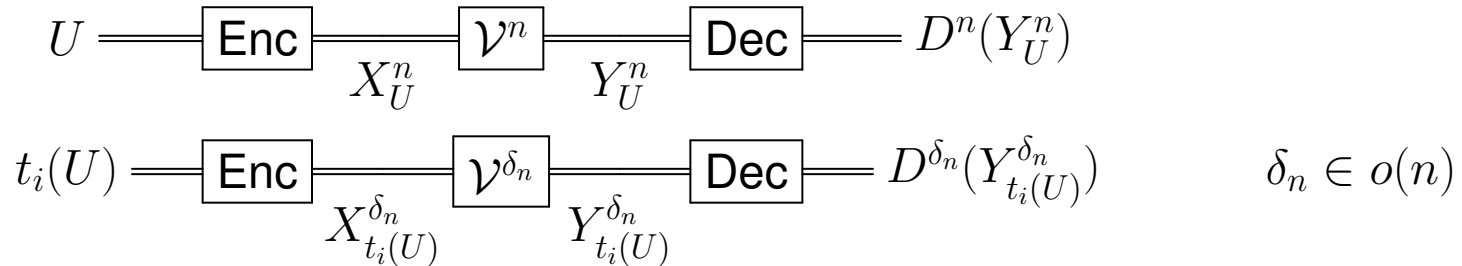 U Enc X_U^n 𝒱^n Y_U^n Dec D^n(Y_U^n)
t_i(U) Enc X_{t_i(U)}^{δ_n} 𝒱^{δ_n} Y_{t_i(U)}^{δ_n} Dec D^{δ_n}(Y_{t_i(U)}^{δ_n}) δ_n ∈ o(n)